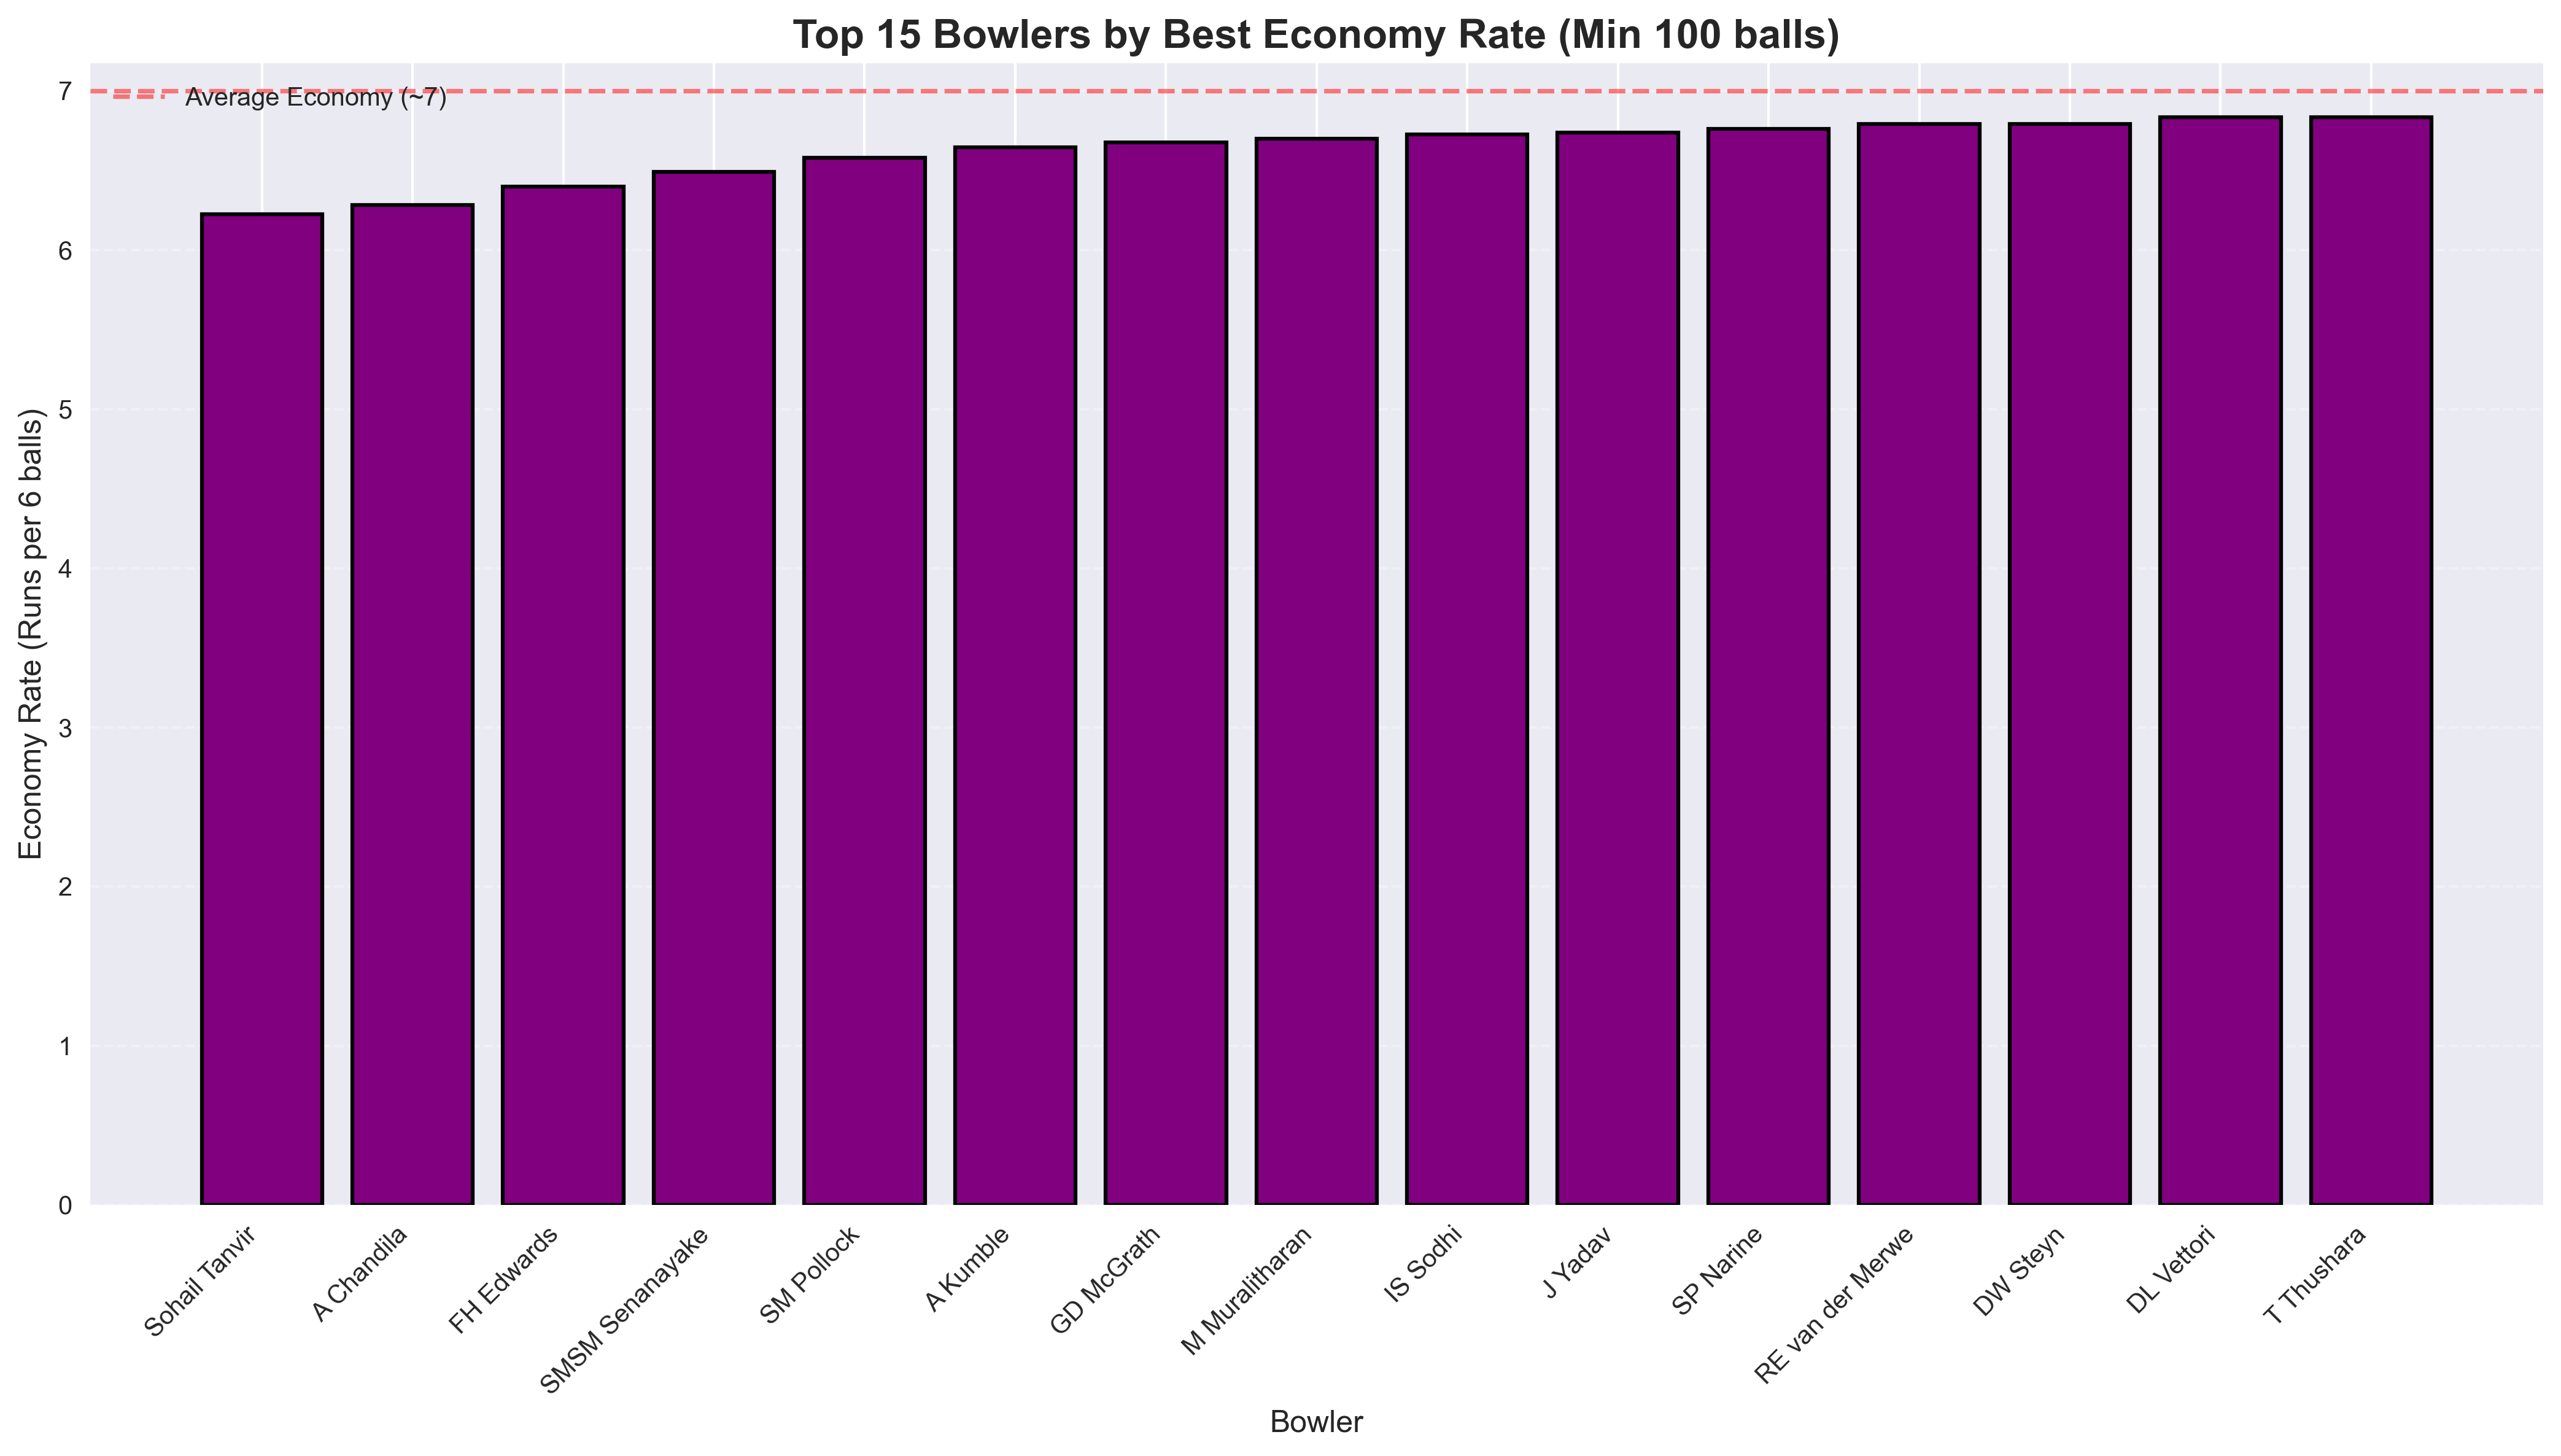 Top 15 Bowlers by Best Economy Rate (Min 100 balls)
Average Economy (~7)
Economy Rate (Runs per 6 balls)
7
6
5
4
3
2
1
0
Sohail Tanvir
A Chandila
FH Edwards
SMSM Senanayake
SM Pollock
A Kumble
GD McGrath
M Muralitharan
IS Sodhi
J Yadav
SP Narine
RE van der Merwe
DW Steyn
DL Vettori
T Thushara
Bowler